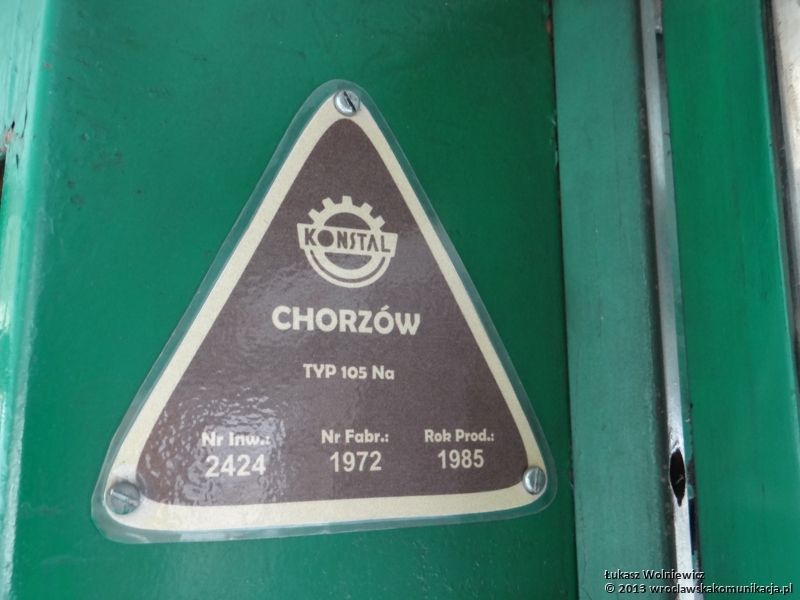 KONSTAL
CHORZÓW
TYP 105 Na
Nr Inw.: Nr Fabr.: Rok Prod.:
2424 1972 1985
Łukasz Wolniewicz
© 2013 wroclawskakomunikacja.pl